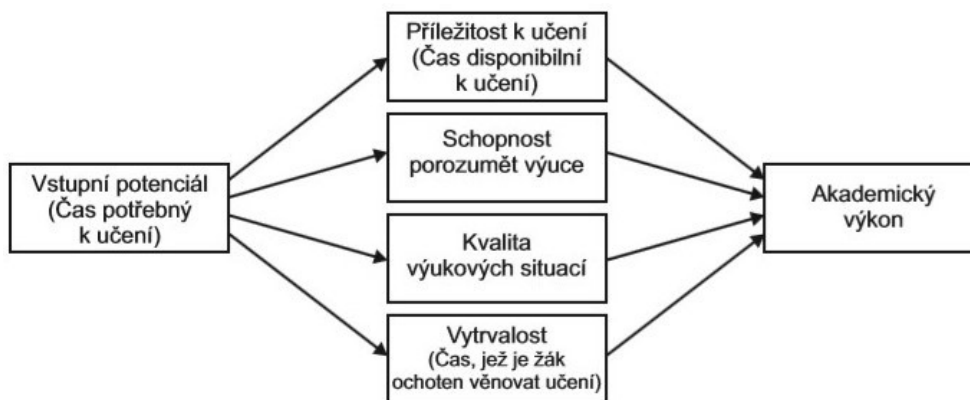 Vstupní potenciál
(Čas potřebný
k učení)
Příležitost k učení
(Čas disponibilní
k učení)
Schopnost
porozumět výuce
Kvalita
výukových situací
Vytrvalost
(Čas, jež je žák
ochoten věnovat učení)
Akademický
výkon